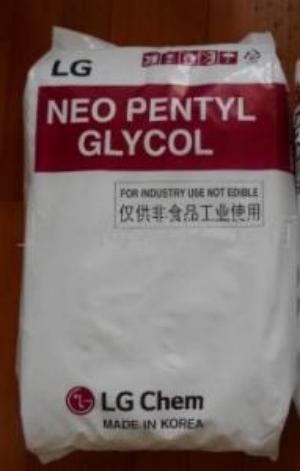 LG
NEO PENTYL
GLYCOL
FOR INDUSTRY USE NOT EDIBLE
仅供非食品工业使用
LG Chem
MADE IN KOREA